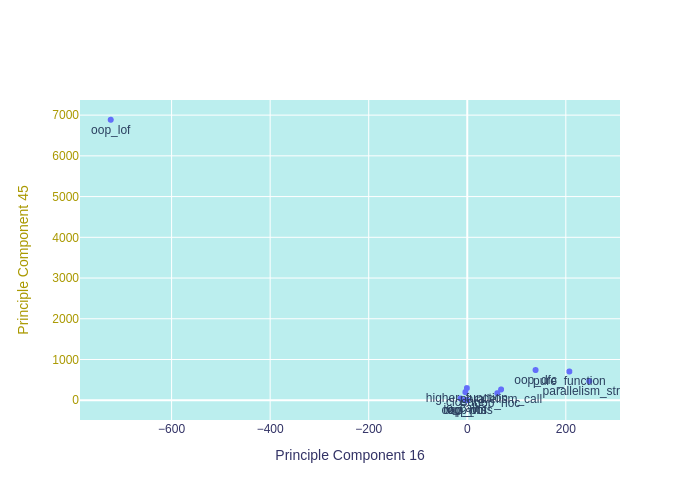 7000
oop_lof
6000
5000
4000
3000
2000
1000
0
Principle Component 45
oop_dfc
pure_function
parallelism_str
−600
−400
−200
0
200
Principle Component 16